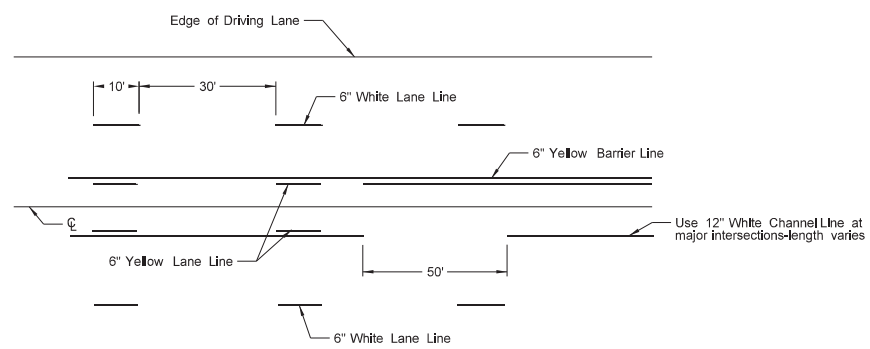 Edge of Driving Lane
10'
30'
6" White Lane Line
6" Yellow Barrier Line
℄
Use 12" White Channel Line at
major intersections-length varies
6" Yellow Lane Line
50'
6" White Lane Line